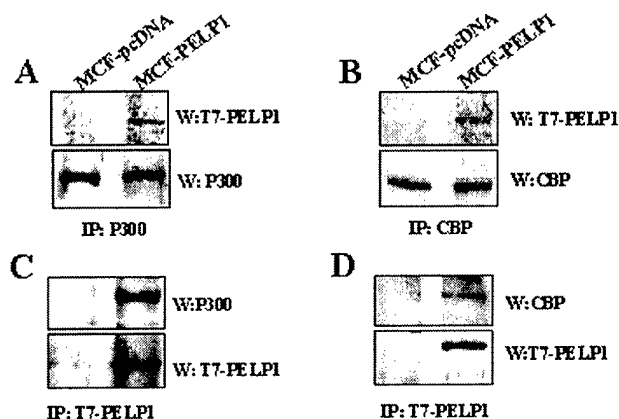 A
MCF-pcDNA
MCF-PELP1
W:T7-PELP1
W: P300
IP: P300
B
MCF-pcDNA
MCF-PELP1
W: T7-PELP1
W:CBP
IP: CBP
C
W:P300
W: T7-PELP1
IP: T7-PELP1
D
W:CBP
W:T7-PELP1
IP: T7-PELP1